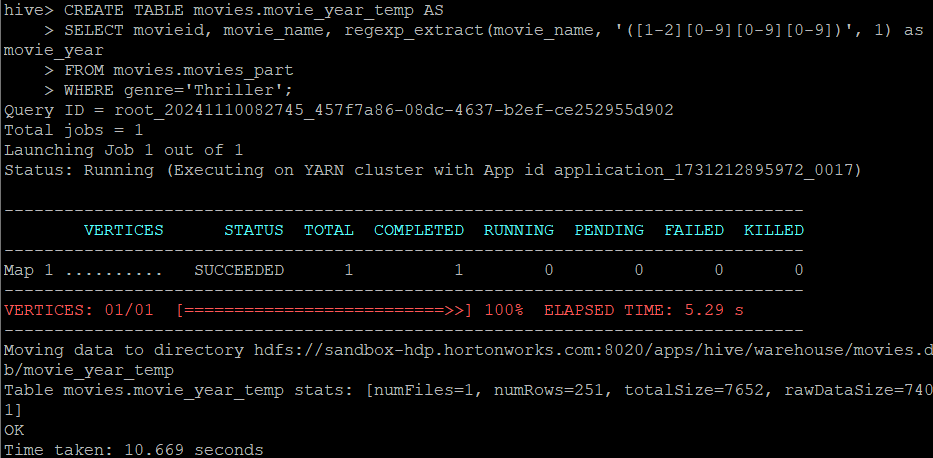 hive> CREATE TABLE movies.movie_year_temp AS
    > SELECT movieid, movie_name, regexp_extract(movie_name, '([1-2][0-9][0-9][0-9])', 1) as
movie_year
    > FROM movies.movies_part
    > WHERE genre='Thriller';
Query ID = root_20241110082745_457f7a86-08dc-4637-b2ef-ce252955d902
Total jobs = 1
Launching Job 1 out of 1
Status: Running (Executing on YARN cluster with App id application_1731212895972_0017)
--------------------------------------------------------------------------------
        VERTICES      STATUS  TOTAL  COMPLETED  RUNNING  PENDING  FAILED  KILLED
--------------------------------------------------------------------------------
Map 1 ..........   SUCCEEDED      1          1        0        0       0       0
--------------------------------------------------------------------------------
VERTICES: 01/01  [==========================>>] 100%  ELAPSED TIME: 5.29 s
--------------------------------------------------------------------------------
Moving data to directory hdfs://sandbox-hdp.hortonworks.com:8020/apps/hive/warehouse/movies.d
b/movie_year_temp
Table movies.movie_year_temp stats: [numFiles=1, numRows=251, totalSize=7652, rawDataSize=740
1]
OK
Time taken: 10.669 seconds